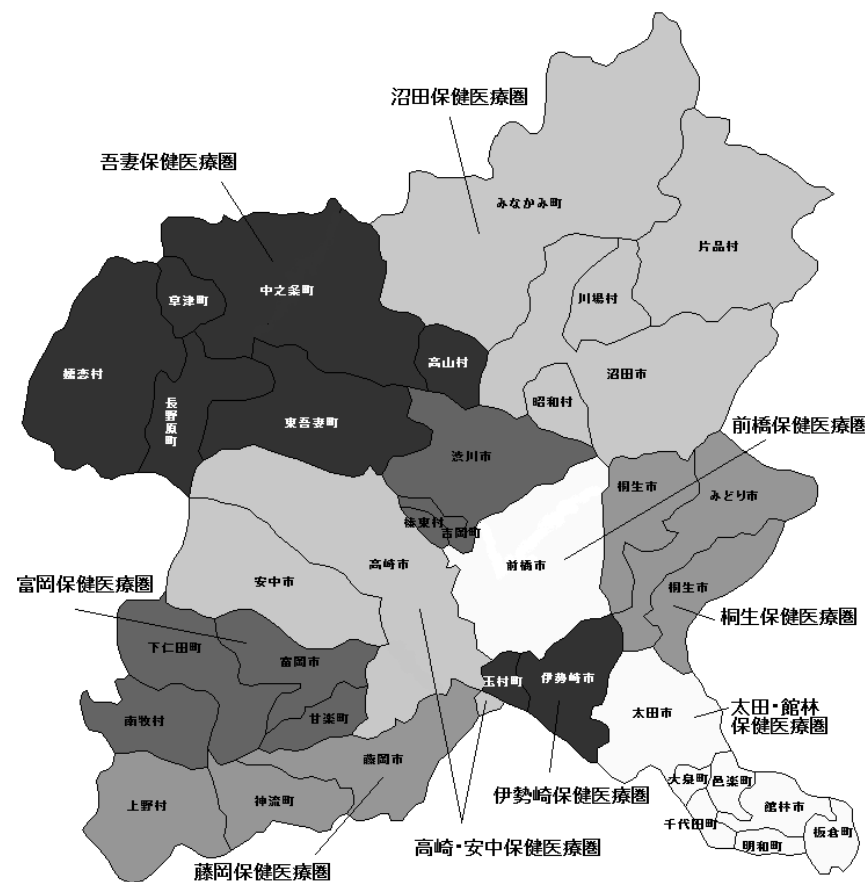 沼田保健医療圏
吾妻保健医療圏
みなかみ町
片品村
川場村
草津町
中之条町
高山村
嬬恋村
沼田市
長野原町
昭和村
東吾妻町
前橋保健医療圏
渋川市
桐生市
みどり市
榛東村
吉岡町
高崎市
前橋市
安中市
富岡保健医療圏
桐生市
桐生保健医療圏
下仁田町
富岡市
玉村町
伊勢崎市
南牧村
甘楽町
太田市
太田・館林
保健医療圏
藤岡市
大泉町
邑楽町
伊勢崎保健医療圏
上野村
神流町
館林市
千代田町
板倉町
明和町
高崎・安中保健医療圏
藤岡保健医療圏